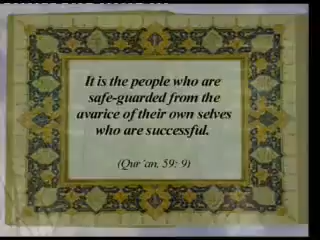 It is the people who are
safe-guarded from the
avarice of their own selves
who are successful.
(Qur'an, 59: 9)